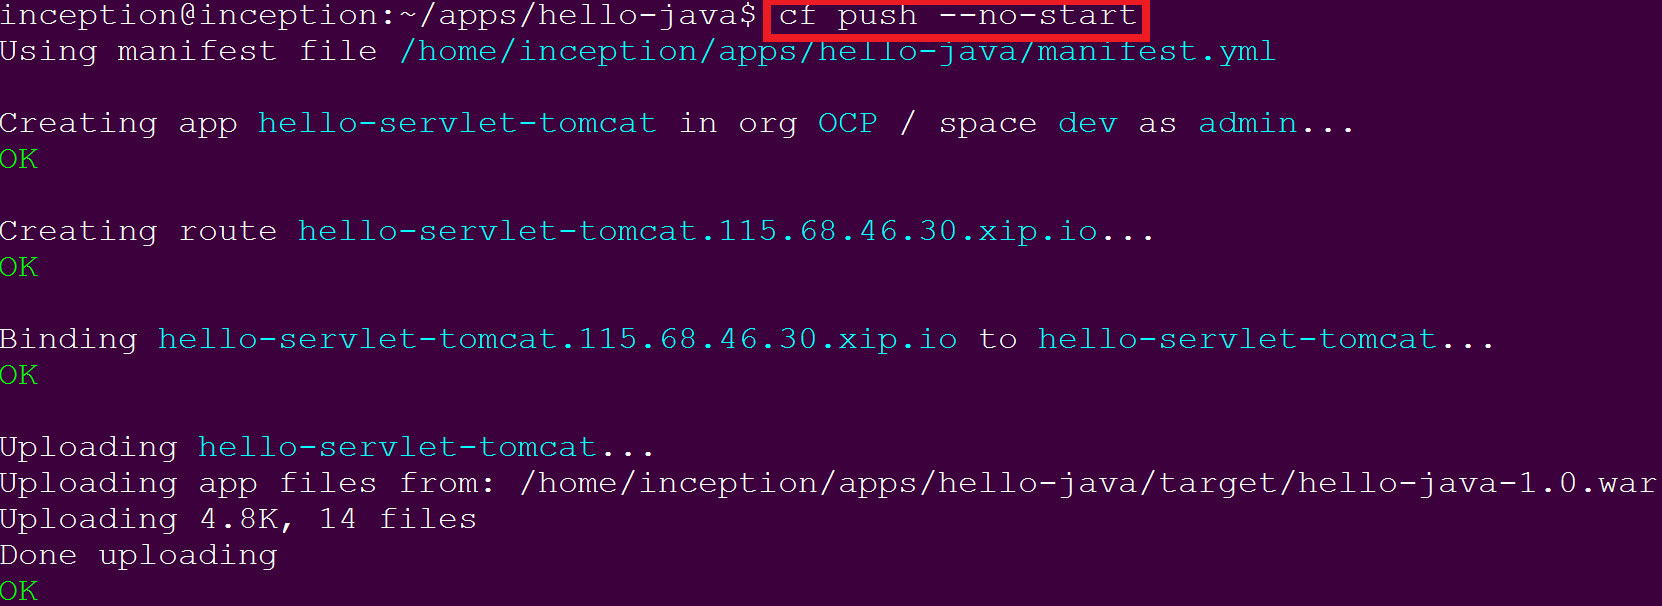 inception@inception:~/apps/hello-java$ cf push --no-start
Using manifest file /home/inception/apps/hello-java/manifest.yml
Creating app hello-servlet-tomcat in org OCP / space dev as admin...
OK
Creating route hello-servlet-tomcat.115.68.46.30.xip.io...
OK
Binding hello-servlet-tomcat.115.68.46.30.xip.io to hello-servlet-tomcat...
OK
Uploading hello-servlet-tomcat...
Uploading app files from: /home/inception/apps/hello-java/target/hello-java-1.0.war
Uploading 4.8K, 14 files
Done uploading
OK